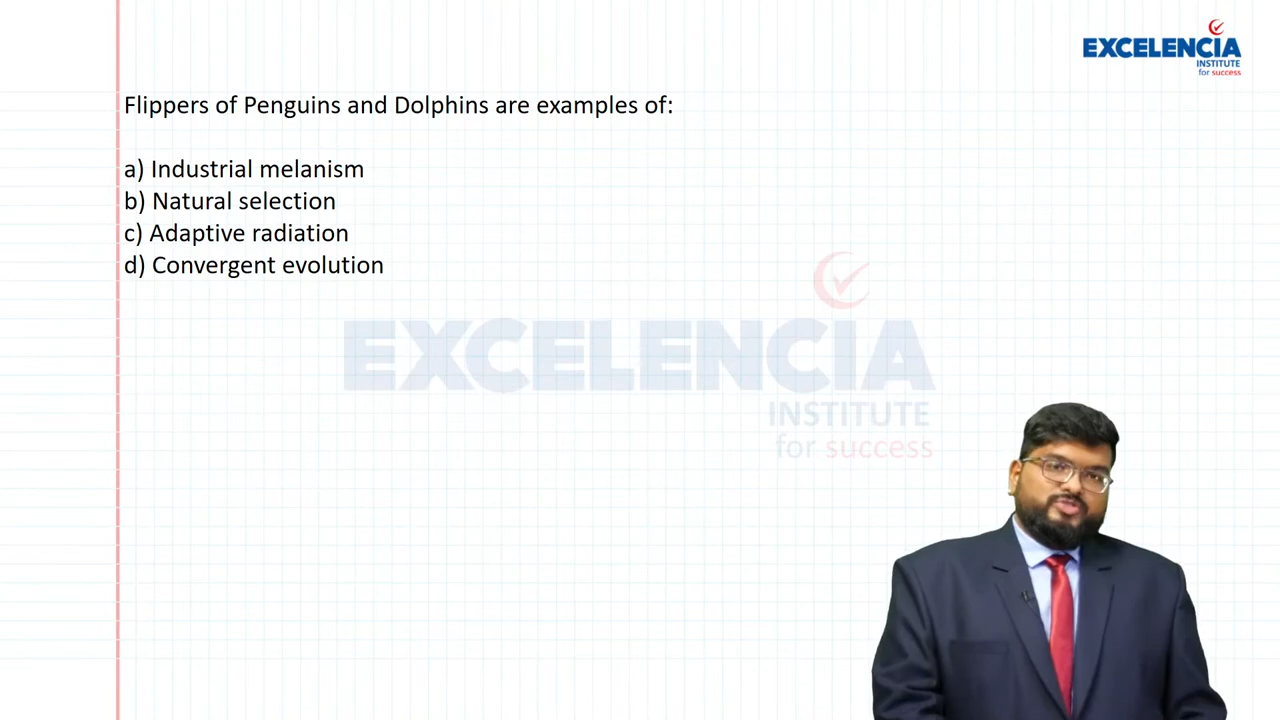 EXCELENCIA
INSTITUTE
for success
Flippers of Penguins and Dolphins are examples of:
a) Industrial melanism
b) Natural selection
c) Adaptive radiation
d) Convergent evolution
EXCELENCIA
INSTITUTE
for success